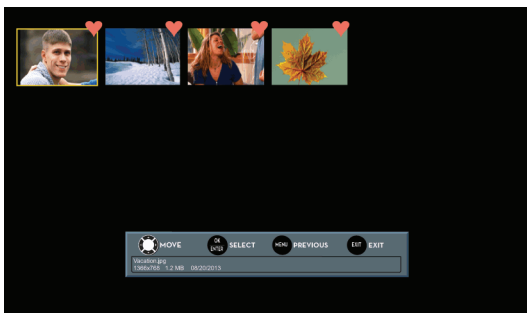 MOVE
OK
ENTER
SELECT
MENU
PREVIOUS
EXIT
EXIT
Vacation.jpg
1366x768 1.2 MB 08/20/2013